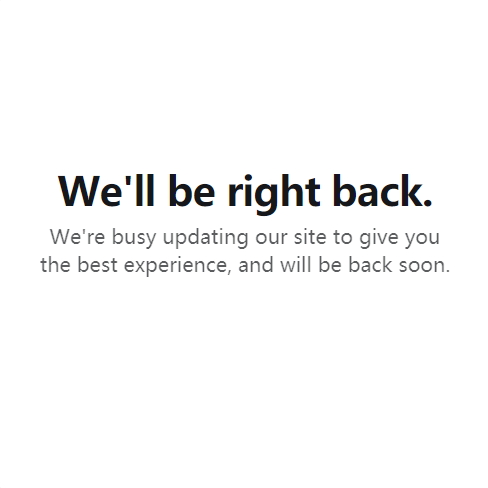 We'll be right back.
We're busy updating our site to give you
the best experience, and will be back soon.